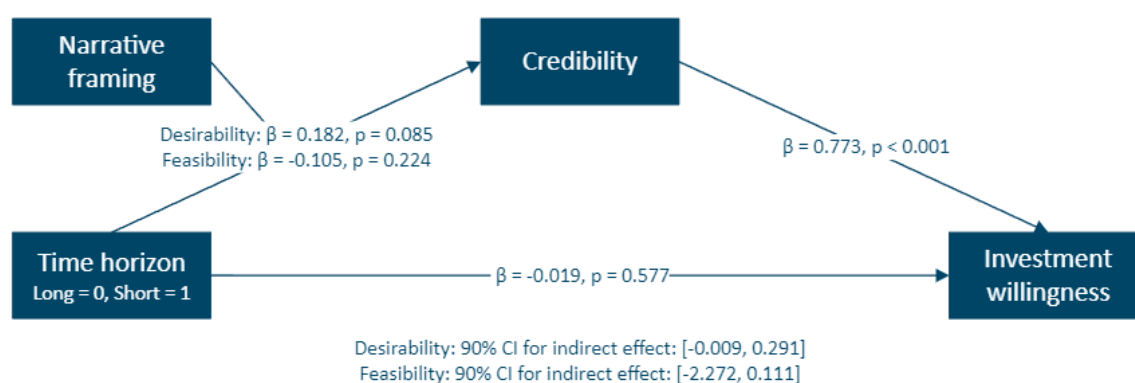 Narrative
framing
Credibility
Desirability: β = 0.182, p = 0.085
Feasibility: β = -0.105, p = 0.224
β = 0.773, p < 0.001
Time horizon
Long = 0, Short = 1
β = -0.019, p = 0.577
Investment
willingness
Desirability: 90% CI for indirect effect: [-0.009, 0.291]
Feasibility: 90% CI for indirect effect: [-2.272, 0.111]